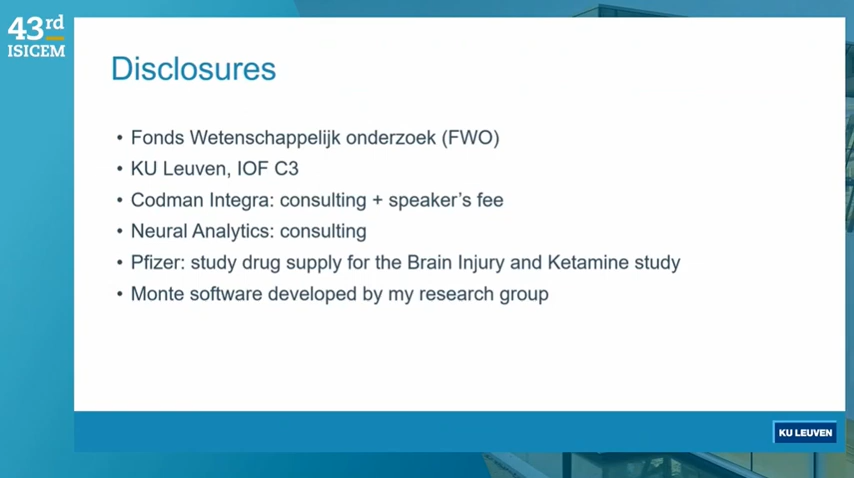 43rd
ISICEM
Disclosures
• Fonds Wetenschappelijk onderzoek (FWO)
• KU Leuven, IOF C3
• Codman Integra: consulting + speaker's fee
• Neural Analytics: consulting
• Pfizer: study drug supply for the Brain Injury and Ketamine study
• Monte software developed by my research group
KU LEUVEN